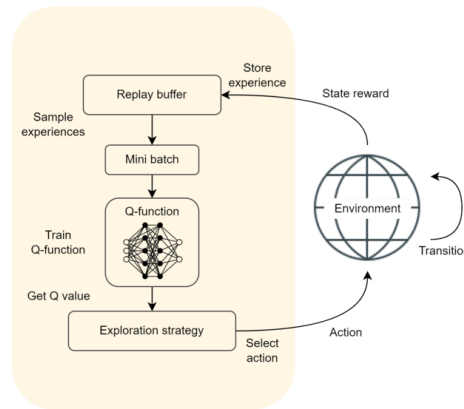 Store
experience
Replay buffer
State reward
Sample
experiences
Mini batch
Q-function
Environment
Train
Q-function
Transitio
Get Q value
Exploration strategy
Select
action
Action